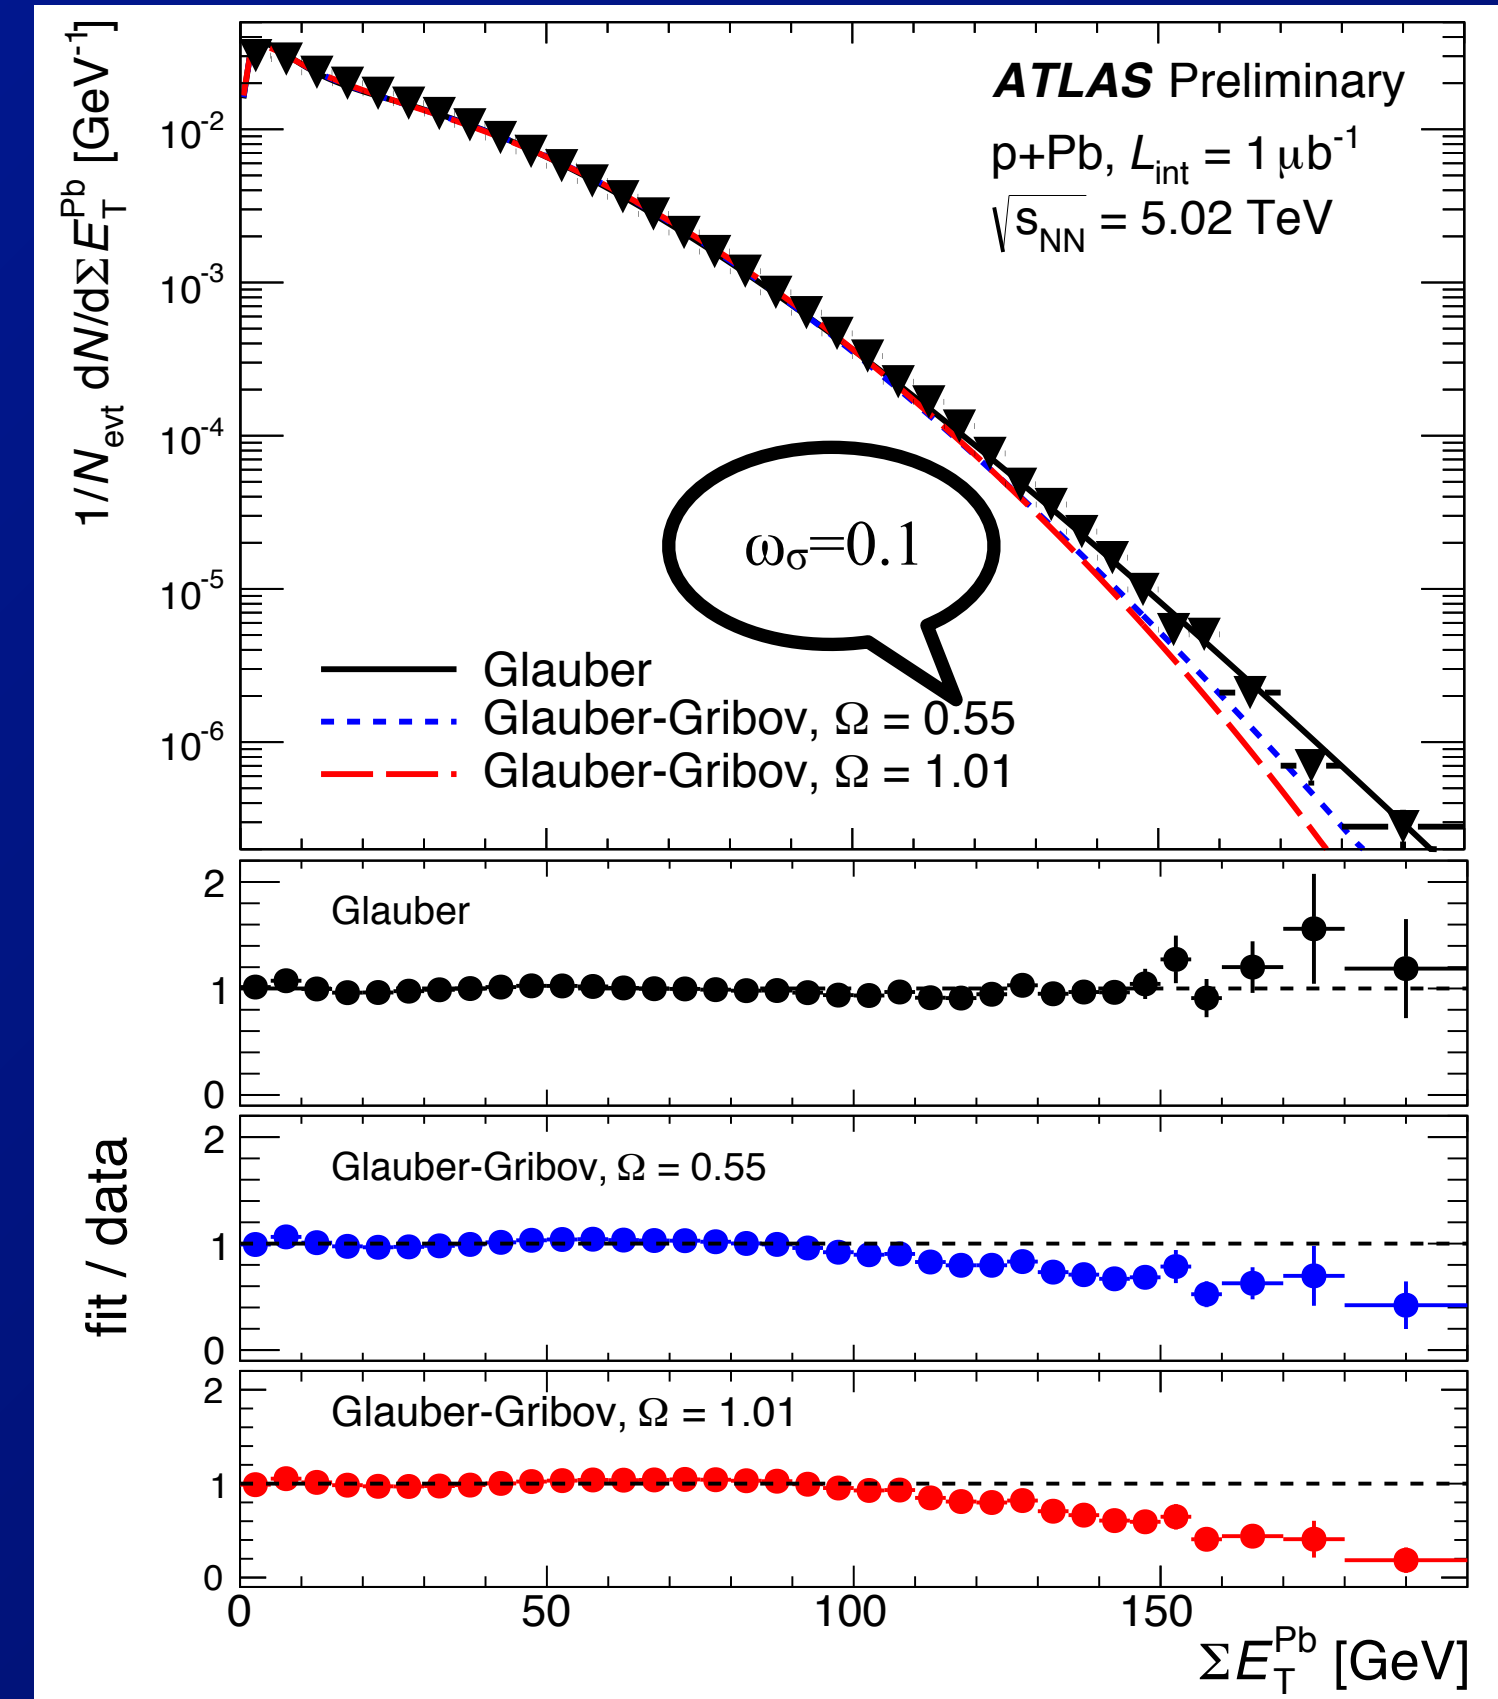 1/N_evt dN/dΣE_T^Pb [GeV^-1]
10^-2
10^-3
10^-4
10^-5
10^-6
ATLAS Preliminary
p+Pb, L_int = 1 μb^-1
√s_NN = 5.02 TeV
ω_σ=0.1
Glauber
Glauber-Gribov, Ω = 0.55
Glauber-Gribov, Ω = 1.01
fit / data
2
1
0
Glauber
2
1
0
Glauber-Gribov, Ω = 0.55
2
1
0
Glauber-Gribov, Ω = 1.01
0 50 100 150
ΣE_T^Pb [GeV]